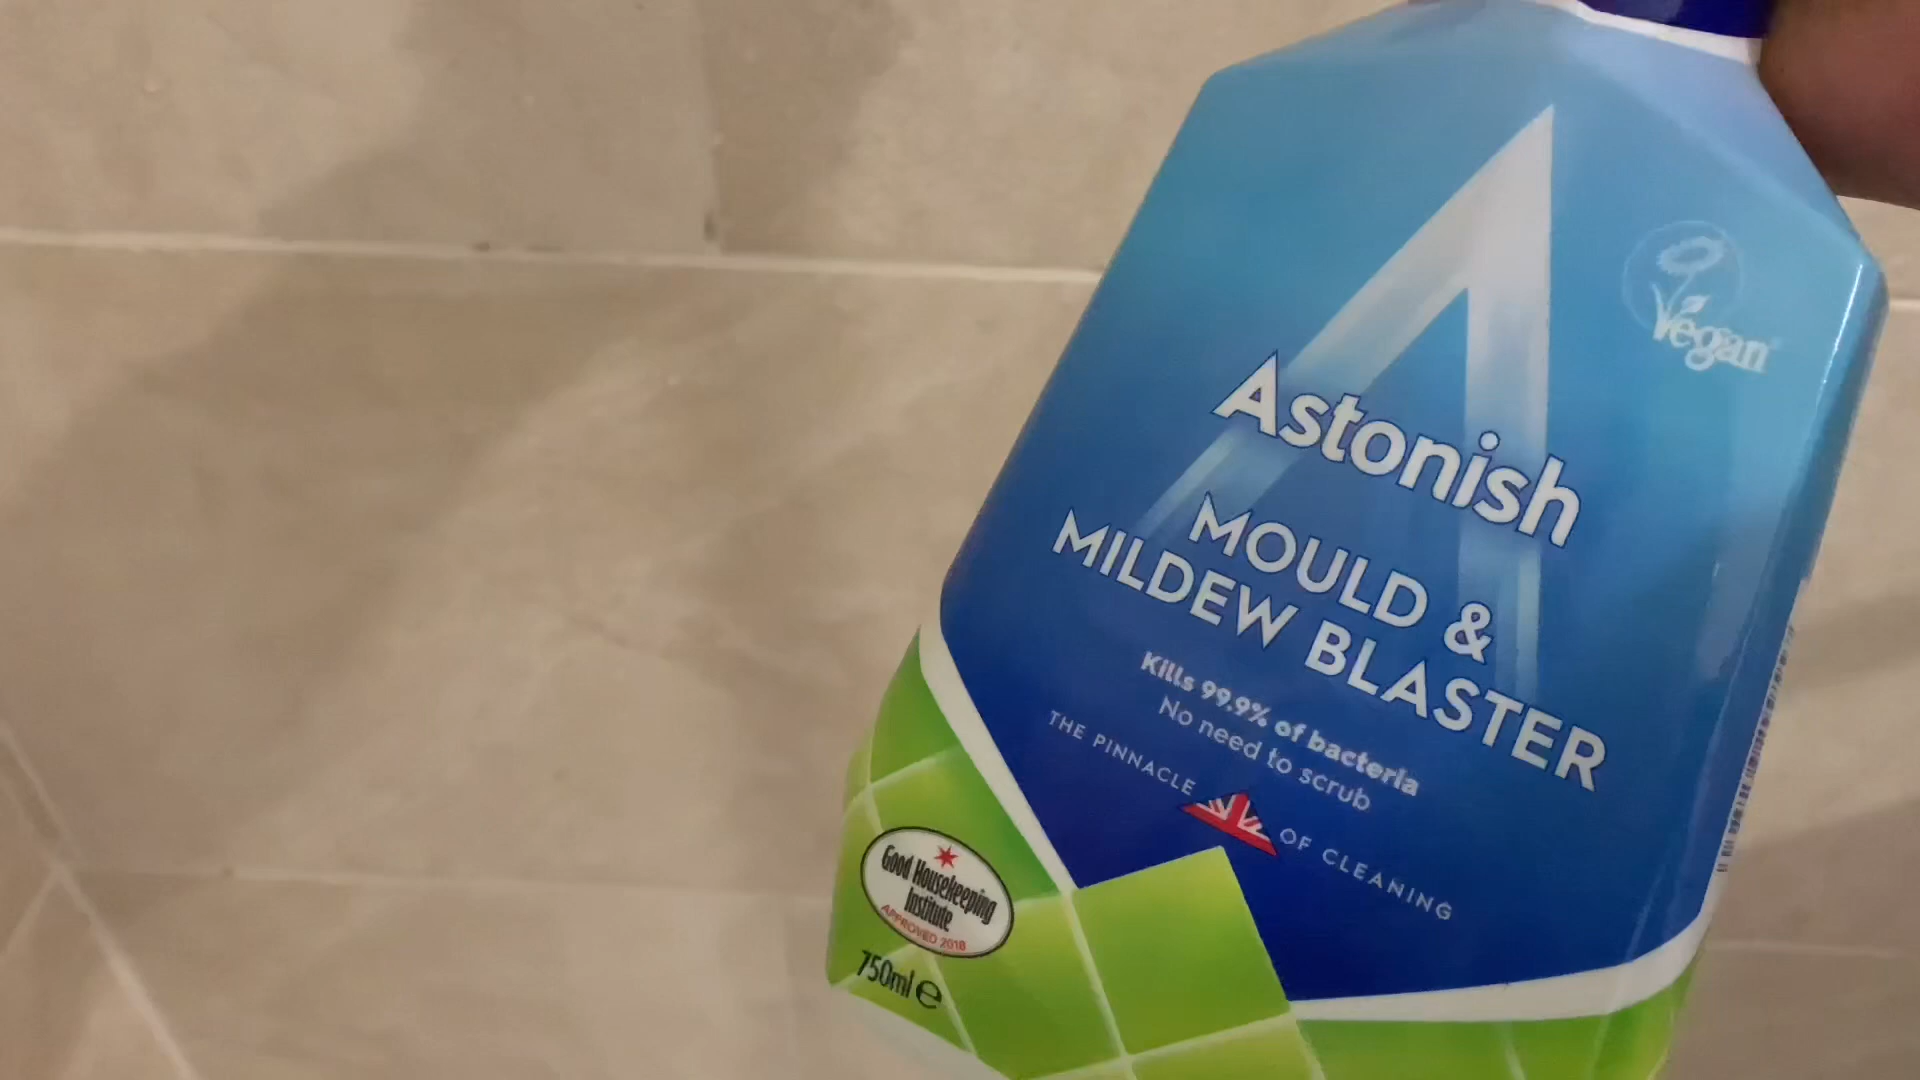 Vegan
Astonish
MOULD &
MILDEW BLASTER
Kills 99.9% of bacteria
No need to scrub
THE PINNACLE OF CLEANING
Good Housekeeping
Institute
APPROVED 2018
750ml e